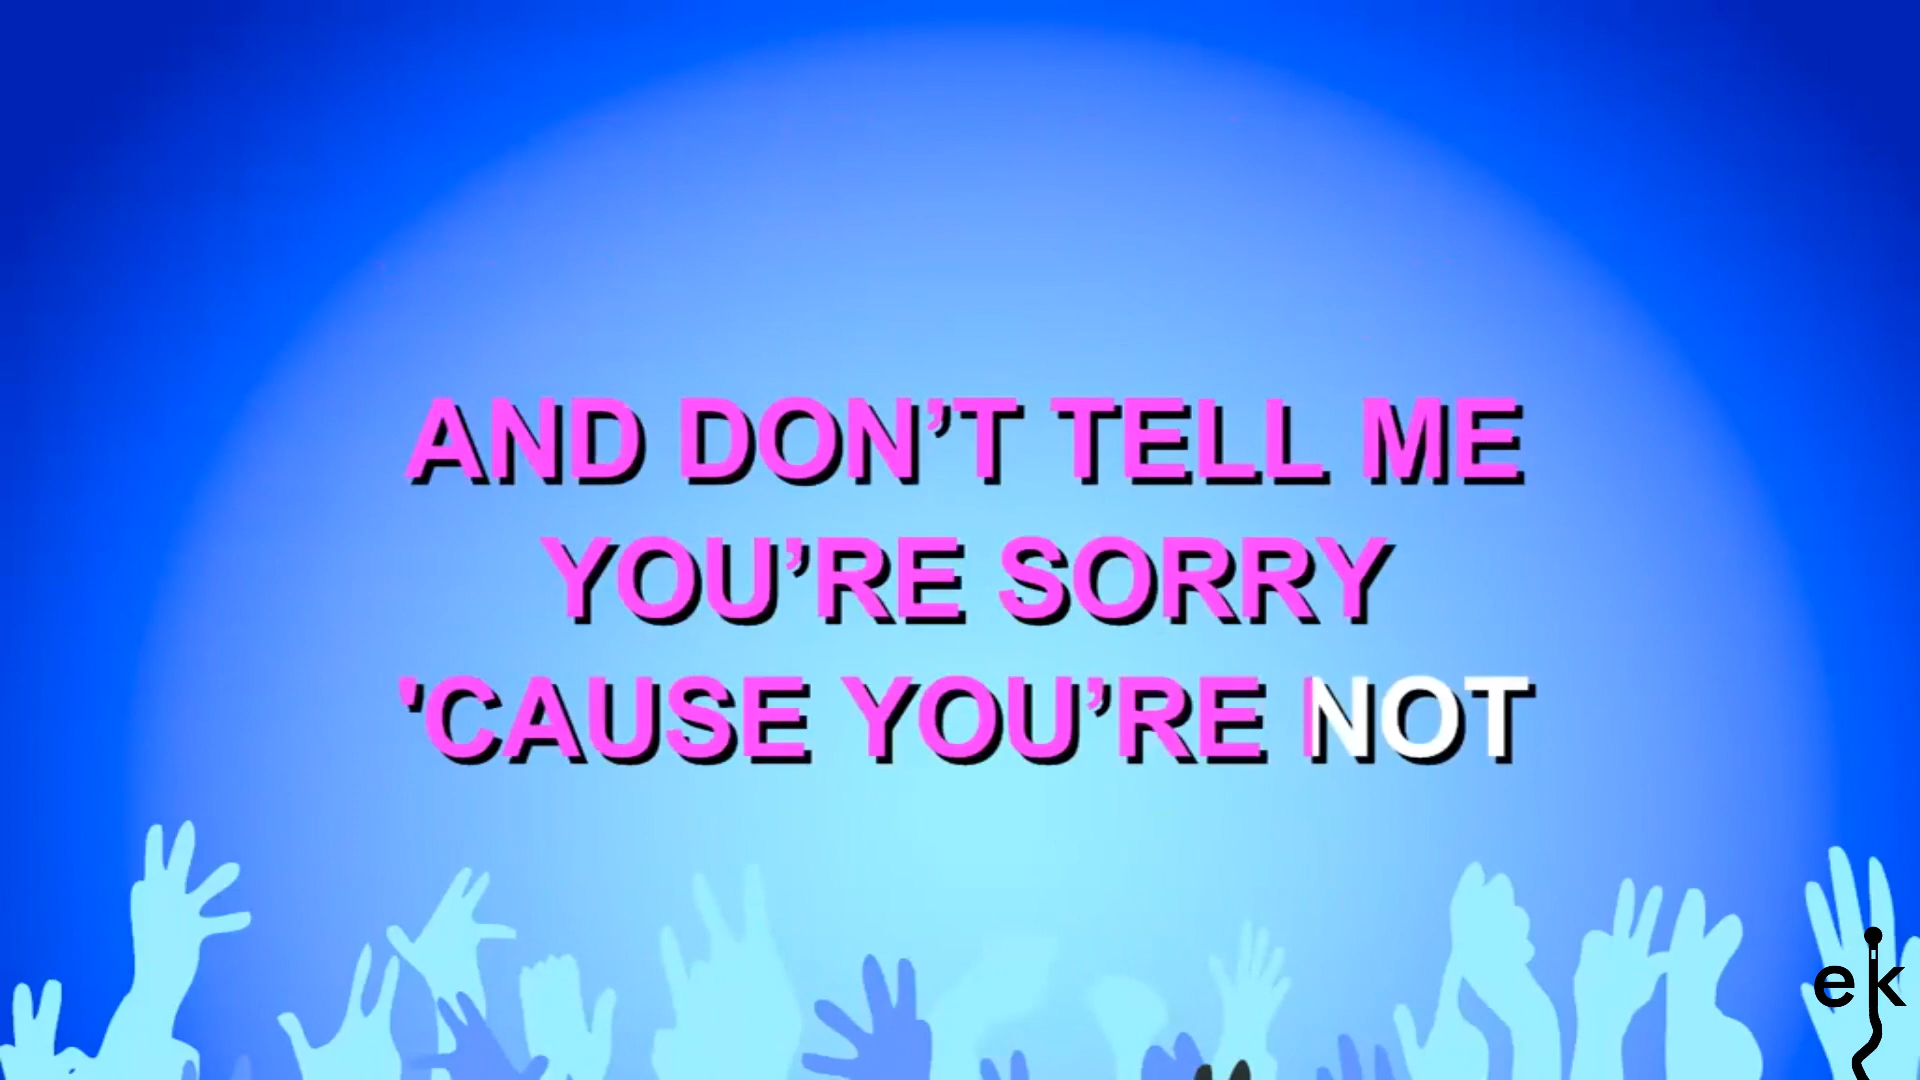 AND DON’T TELL ME
YOU’RE SORRY
'CAUSE YOU’RE NOT
ek